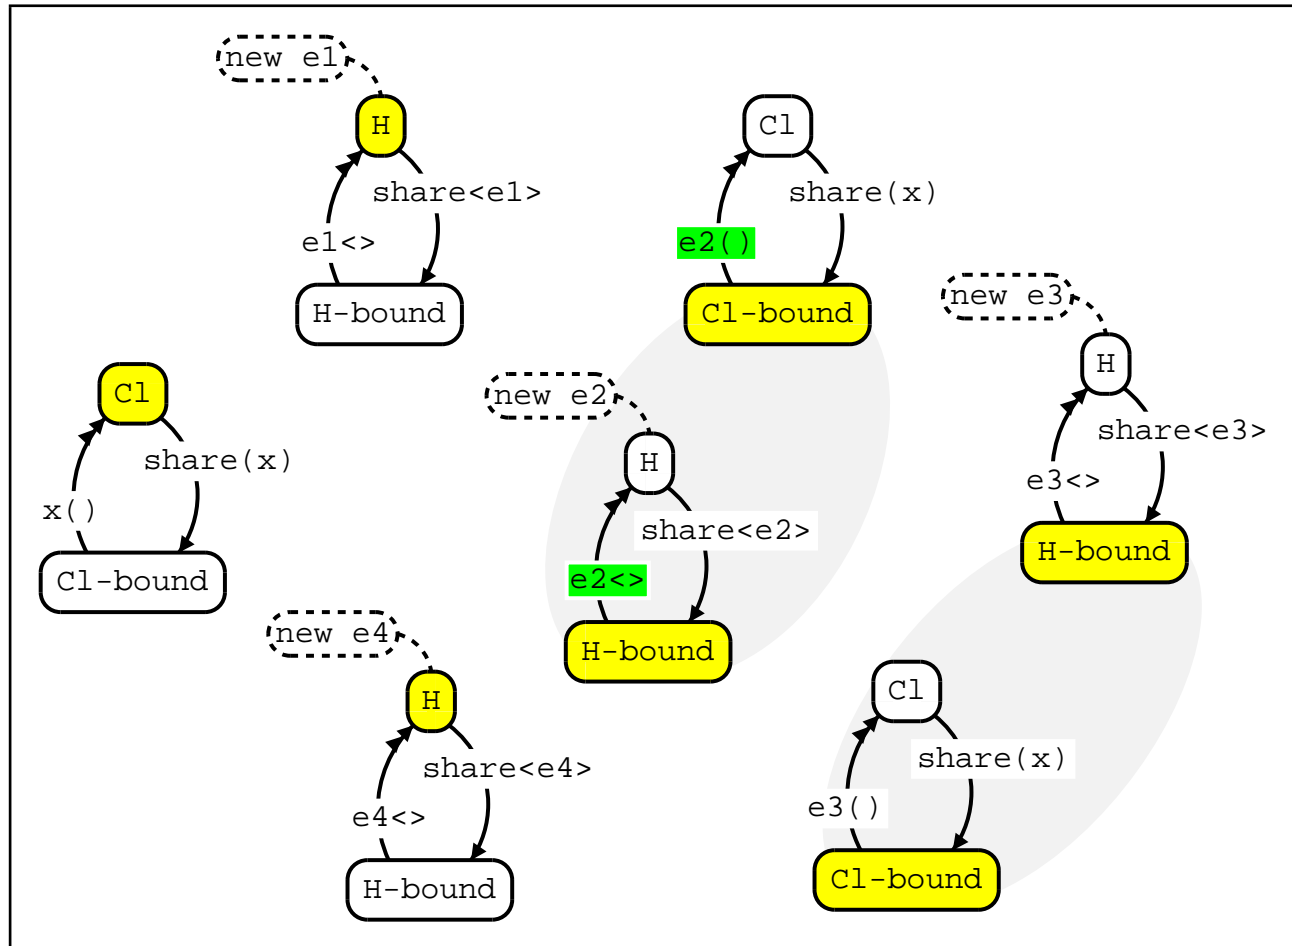 new e1
H
share<e1>
e1<>
H-bound
Cl
share(x)
e2()
Cl-bound
new e3
H
share<e3>
e3<>
H-bound
Cl
share(x)
x()
Cl-bound
new e2
H
share<e2>
e2<>
H-bound
new e4
H
share<e4>
e4<>
H-bound
Cl
share(x)
e3()
Cl-bound